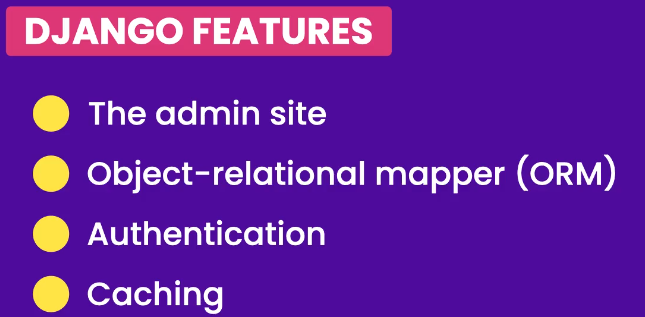 DJANGO FEATURES
The admin site
Object-relational mapper (ORM)
Authentication
Caching